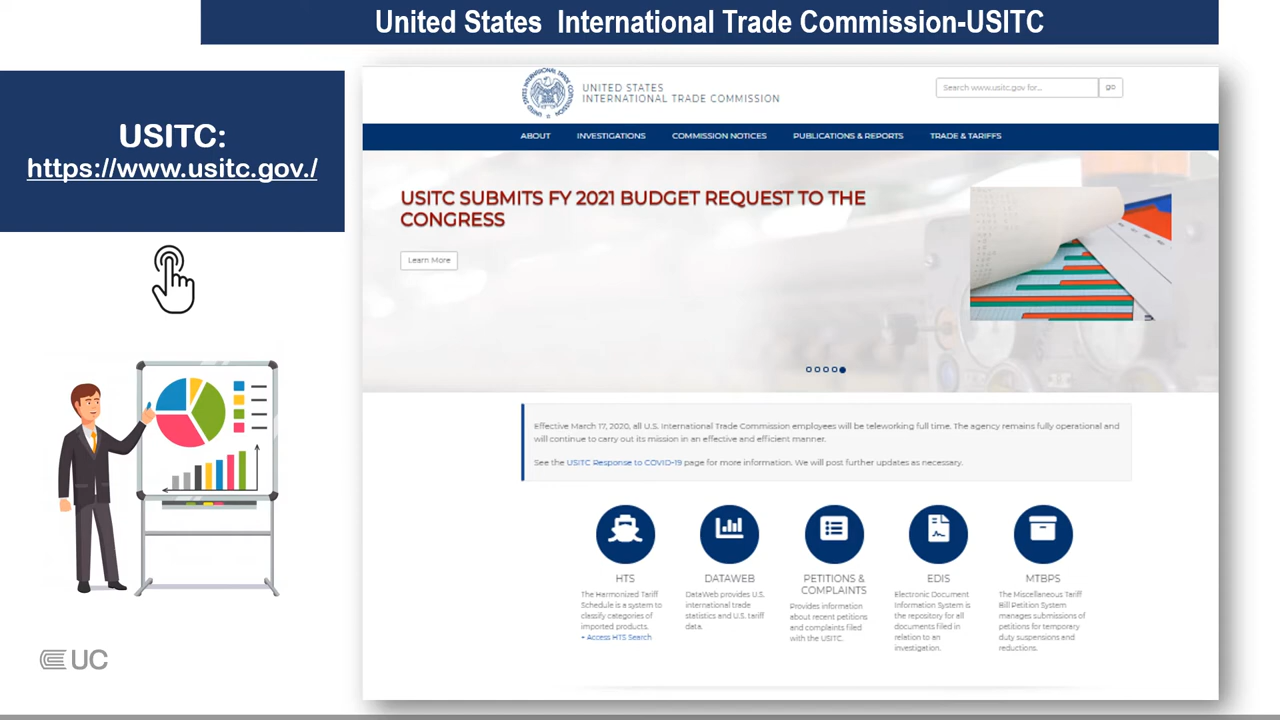 United States  International Trade Commission-USITC
USITC:
https://www.usitc.gov./
UC
UNITED STATES
INTERNATIONAL TRADE COMMISSION
Search www.usitc.gov for...
go
ABOUT
INVESTIGATIONS
COMMISSION NOTICES
PUBLICATIONS & REPORTS
TRADE & TARIFFS
USITC SUBMITS FY 2021 BUDGET REQUEST TO THE
CONGRESS
Learn More
Effective March 17, 2020, all U.S. International Trade Commission employees will be teleworking full time. The agency remains fully operational and
will continue to carry out its mission in an effective and efficient manner.
See the USITC Response to COVID-19 page for more information. We will post further updates as necessary.
HTS
The Harmonized Tariff
Schedule is a system to
classify categories of
imported products.
+ Access HTS Search
DATAWEB
DataWeb provides U.S.
international trade
statistics and U.S. tariff
data.
PETITIONS &
COMPLAINTS
Provides information
about recent petitions
and complaints filed
with the USITC.
EDIS
Electronic Document
Information System is
the repository for all
documents filed in
relation to an
investigation.
MTBPS
The Miscellaneous Tariff
Bill Petition System
manages submissions of
petitions for temporary
duty suspensions and
reductions.